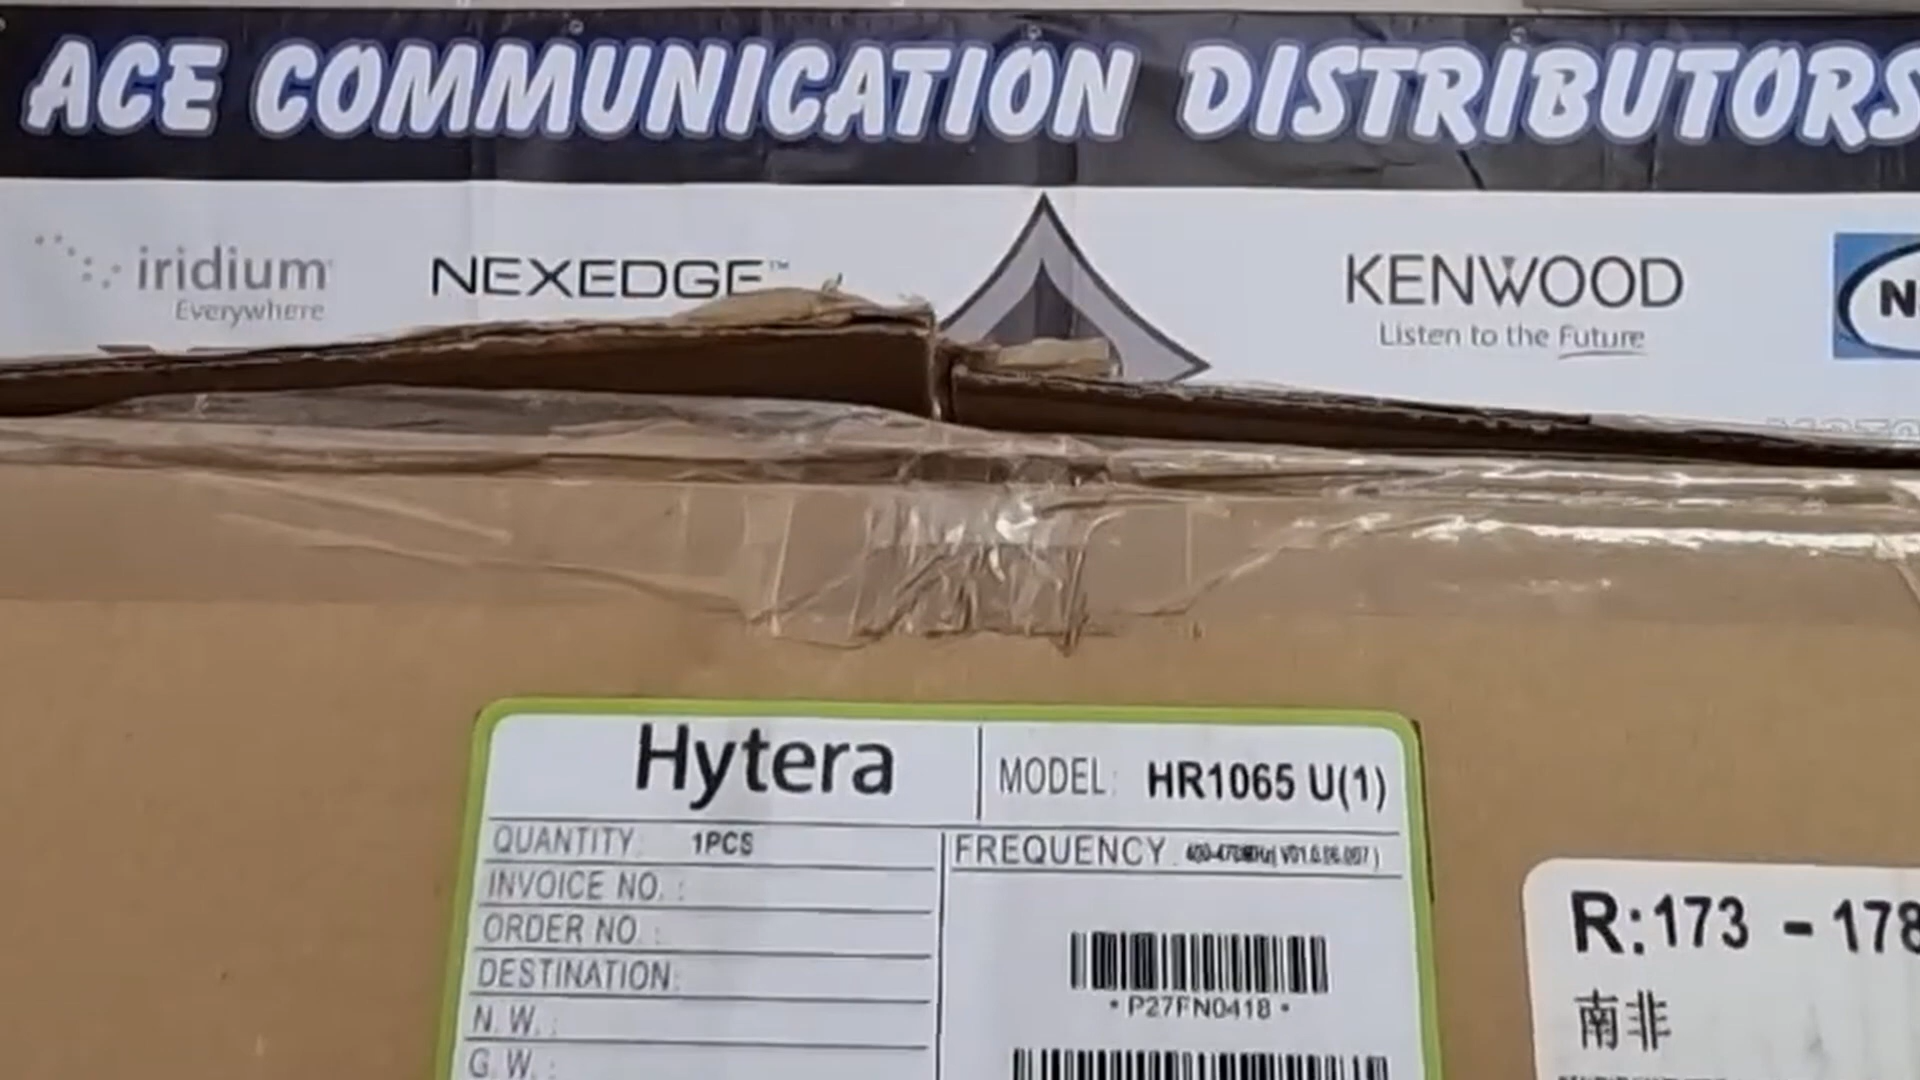 ACE COMMUNICATION DISTRIBUTORS
iridium
Everywhere
NEXEDGE™
KENWOOD
Listen to the Future
N
Hytera
MODEL: HR1065 U(1)
QUANTITY: 1PCS
FREQUENCY
INVOICE NO. :
ORDER NO. :
DESTINATION:
N.W. :
G.W. :
* P27FN0418 *
R:173 - 178
南非